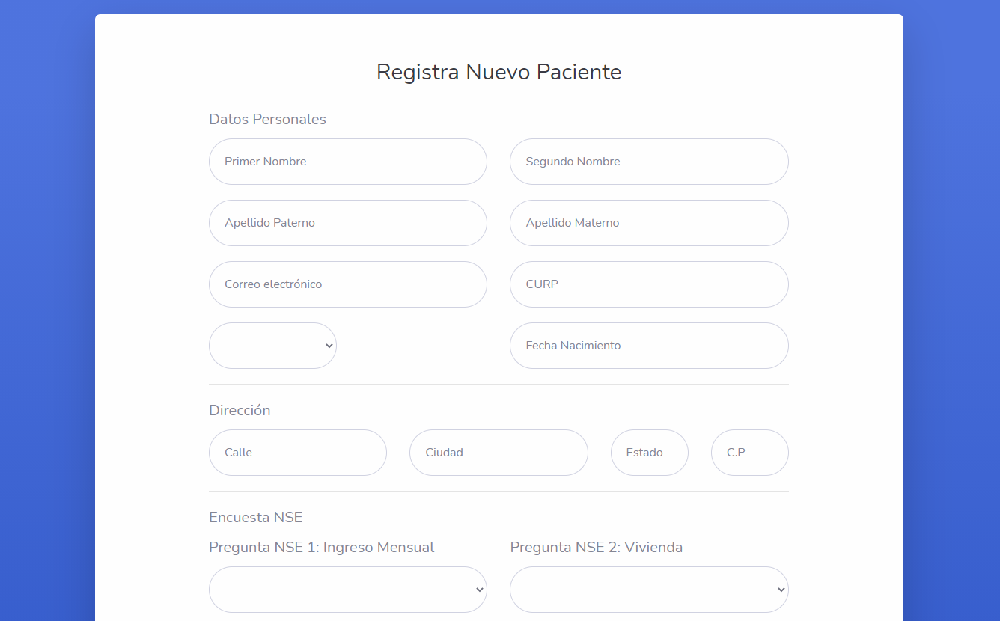 Registra Nuevo Paciente
Datos Personales
Primer Nombre
Segundo Nombre
Apellido Paterno
Apellido Materno
Correo electrónico
CURP
Fecha Nacimiento
Dirección
Calle
Ciudad
Estado
C.P
Encuesta NSE
Pregunta NSE 1: Ingreso Mensual
Pregunta NSE 2: Vivienda